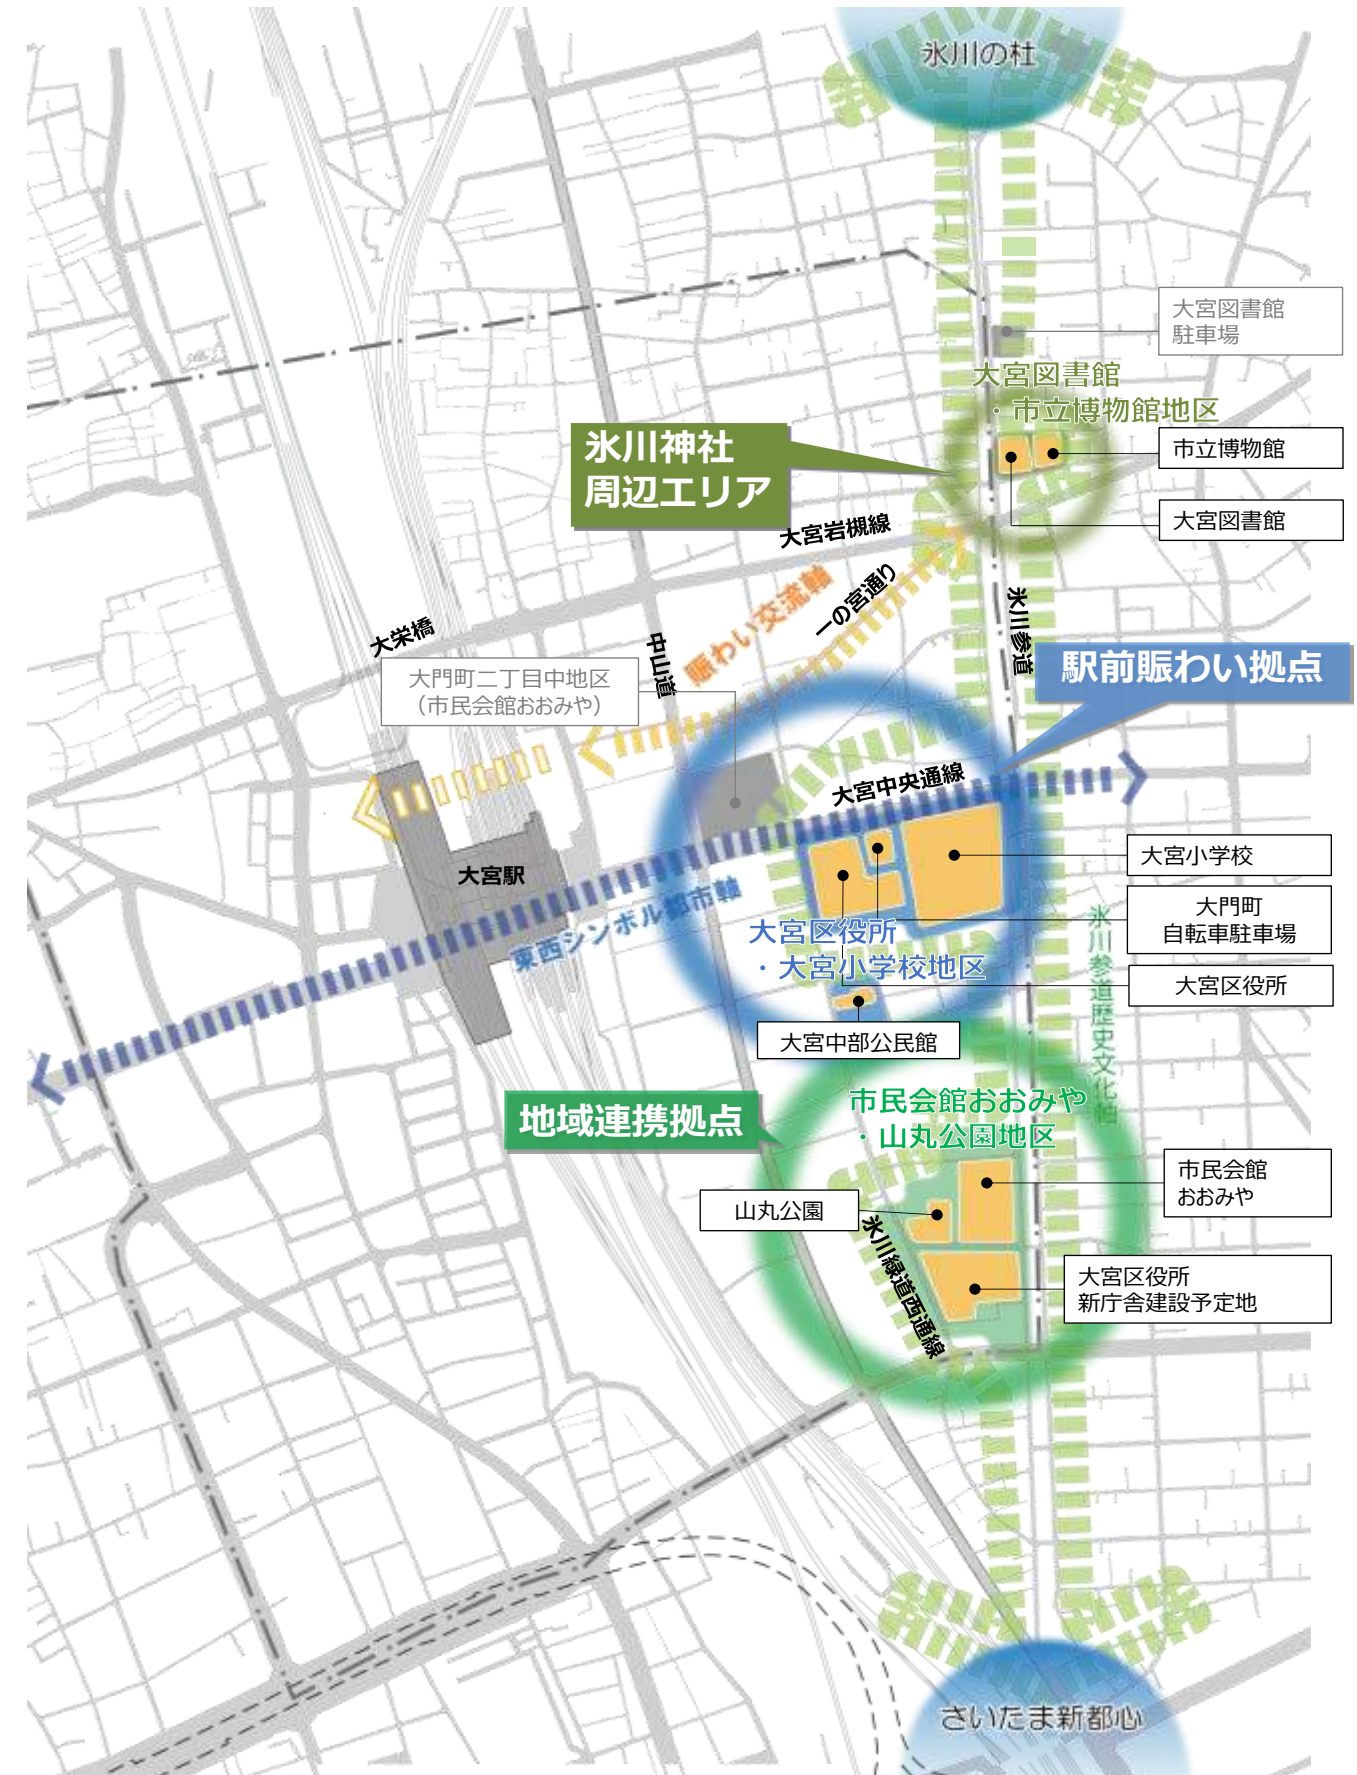 氷川の杜
大宮図書館
駐車場
大宮図書館
・市立博物館地区
氷川神社
周辺エリア
市立博物館
大宮図書館
大宮岩槻線
一の宮通り
賑わい交流軸
氷川参道
大栄橋
中山道
大門町二丁目中地区
(市民会館おおみや)
駅前賑わい拠点
大宮中央通線
大宮小学校
大宮駅
東西シンボル都市軸
大門町
自転車駐車場
大宮区役所
・大宮小学校地区
氷川参道歴史文化軸
大宮区役所
大宮中部公民館
地域連携拠点
市民会館おおみや
・山丸公園地区
市民会館
おおみや
山丸公園
氷川緑道西通線
大宮区役所
新庁舎建設予定地
さいたま新都心